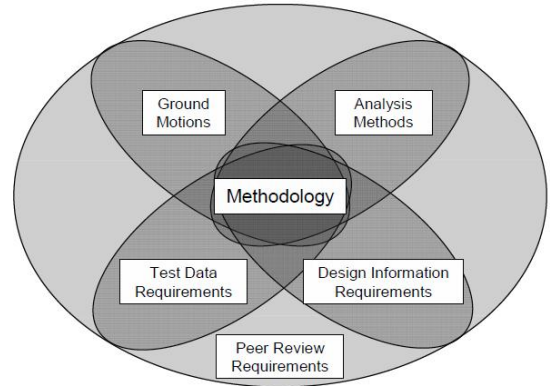 Ground
Motions
Analysis
Methods
Methodology
Test Data
Requirements
Design Information
Requirements
Peer Review
Requirements